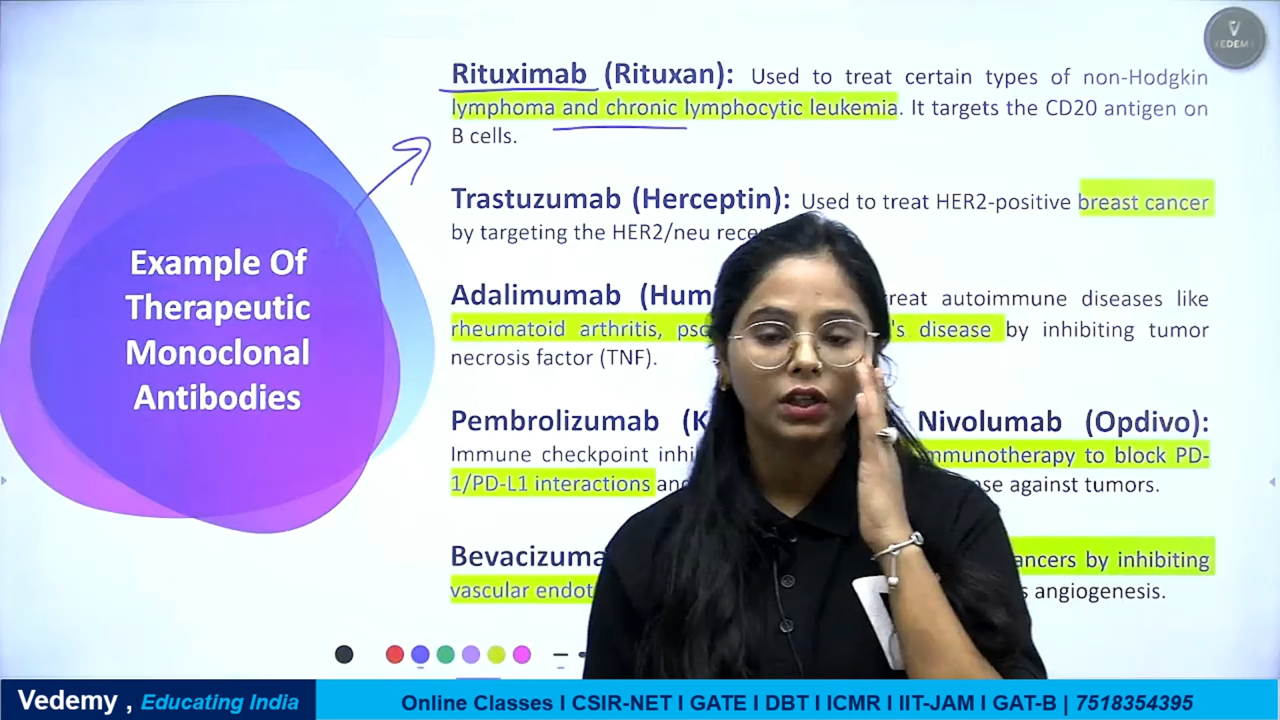 VEDEMY
Rituximab (Rituxan): Used to treat certain types of non-Hodgkin
lymphoma and chronic lymphocytic leukemia. It targets the CD20 antigen on
B cells.
Trastuzumab (Herceptin): Used to treat HER2-positive breast cancer
by targeting the HER2/neu
Adalimumab treat autoimmune diseases like
rheumatoid arthritis, disease by inhibiting tumor
necrosis factor (TNF).
Pembrolizumab Nivolumab (Opdivo):
Immune checkpoint immunotherapy to block PD-
1/PD-L1 interactions against tumors.
cancers by inhibiting
vascular angiogenesis.
Example Of
Therapeutic
Monoclonal
Antibodies
Vedemy , Educating India
Online Classes I CSIR-NET I GATE I DBT I ICMR I IIT-JAM I GAT-B | 7518354395